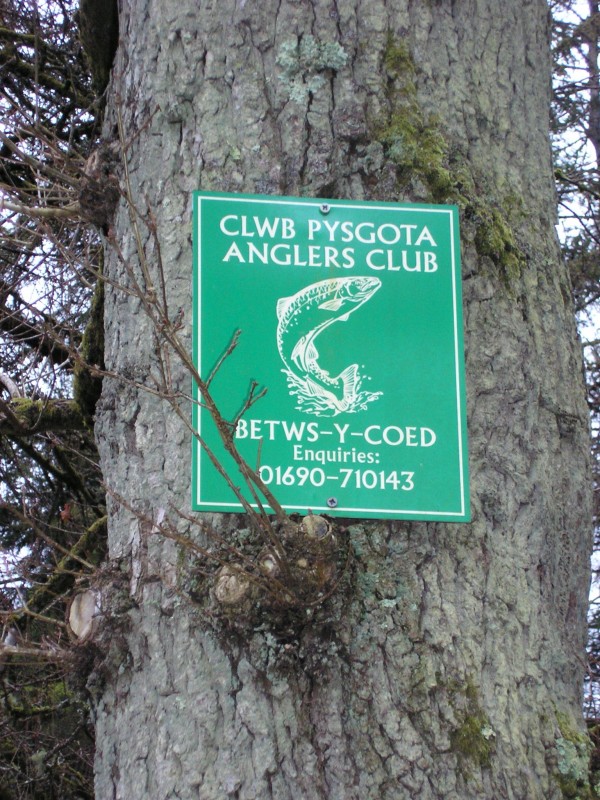 CLWB PYSGOTA
ANGLERS CLUB
BETWS-Y-COED
Enquiries:
01690-710143